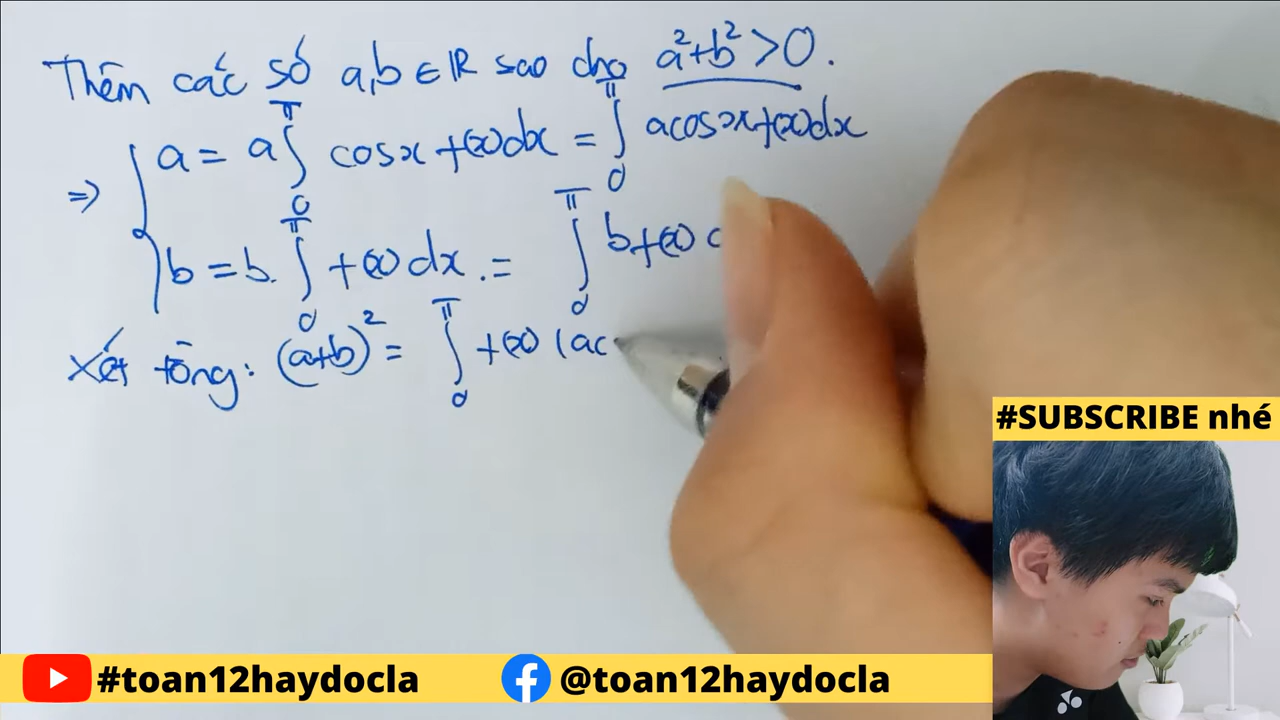 Thêm các số a,b ∈ ℝ sao cho a²+b² > 0.
⇒ { a = a ∫₀^π cosx f(x)dx = ∫₀^π acosx f(x)dx
b = b. ∫₀^π f(x) dx . = ∫₀^π b f(x)
Xét tổng: (a+b)² = ∫₀^π f(x) (ac
#SUBSCRIBE nhé
#toan12haydocla
@toan12haydocla